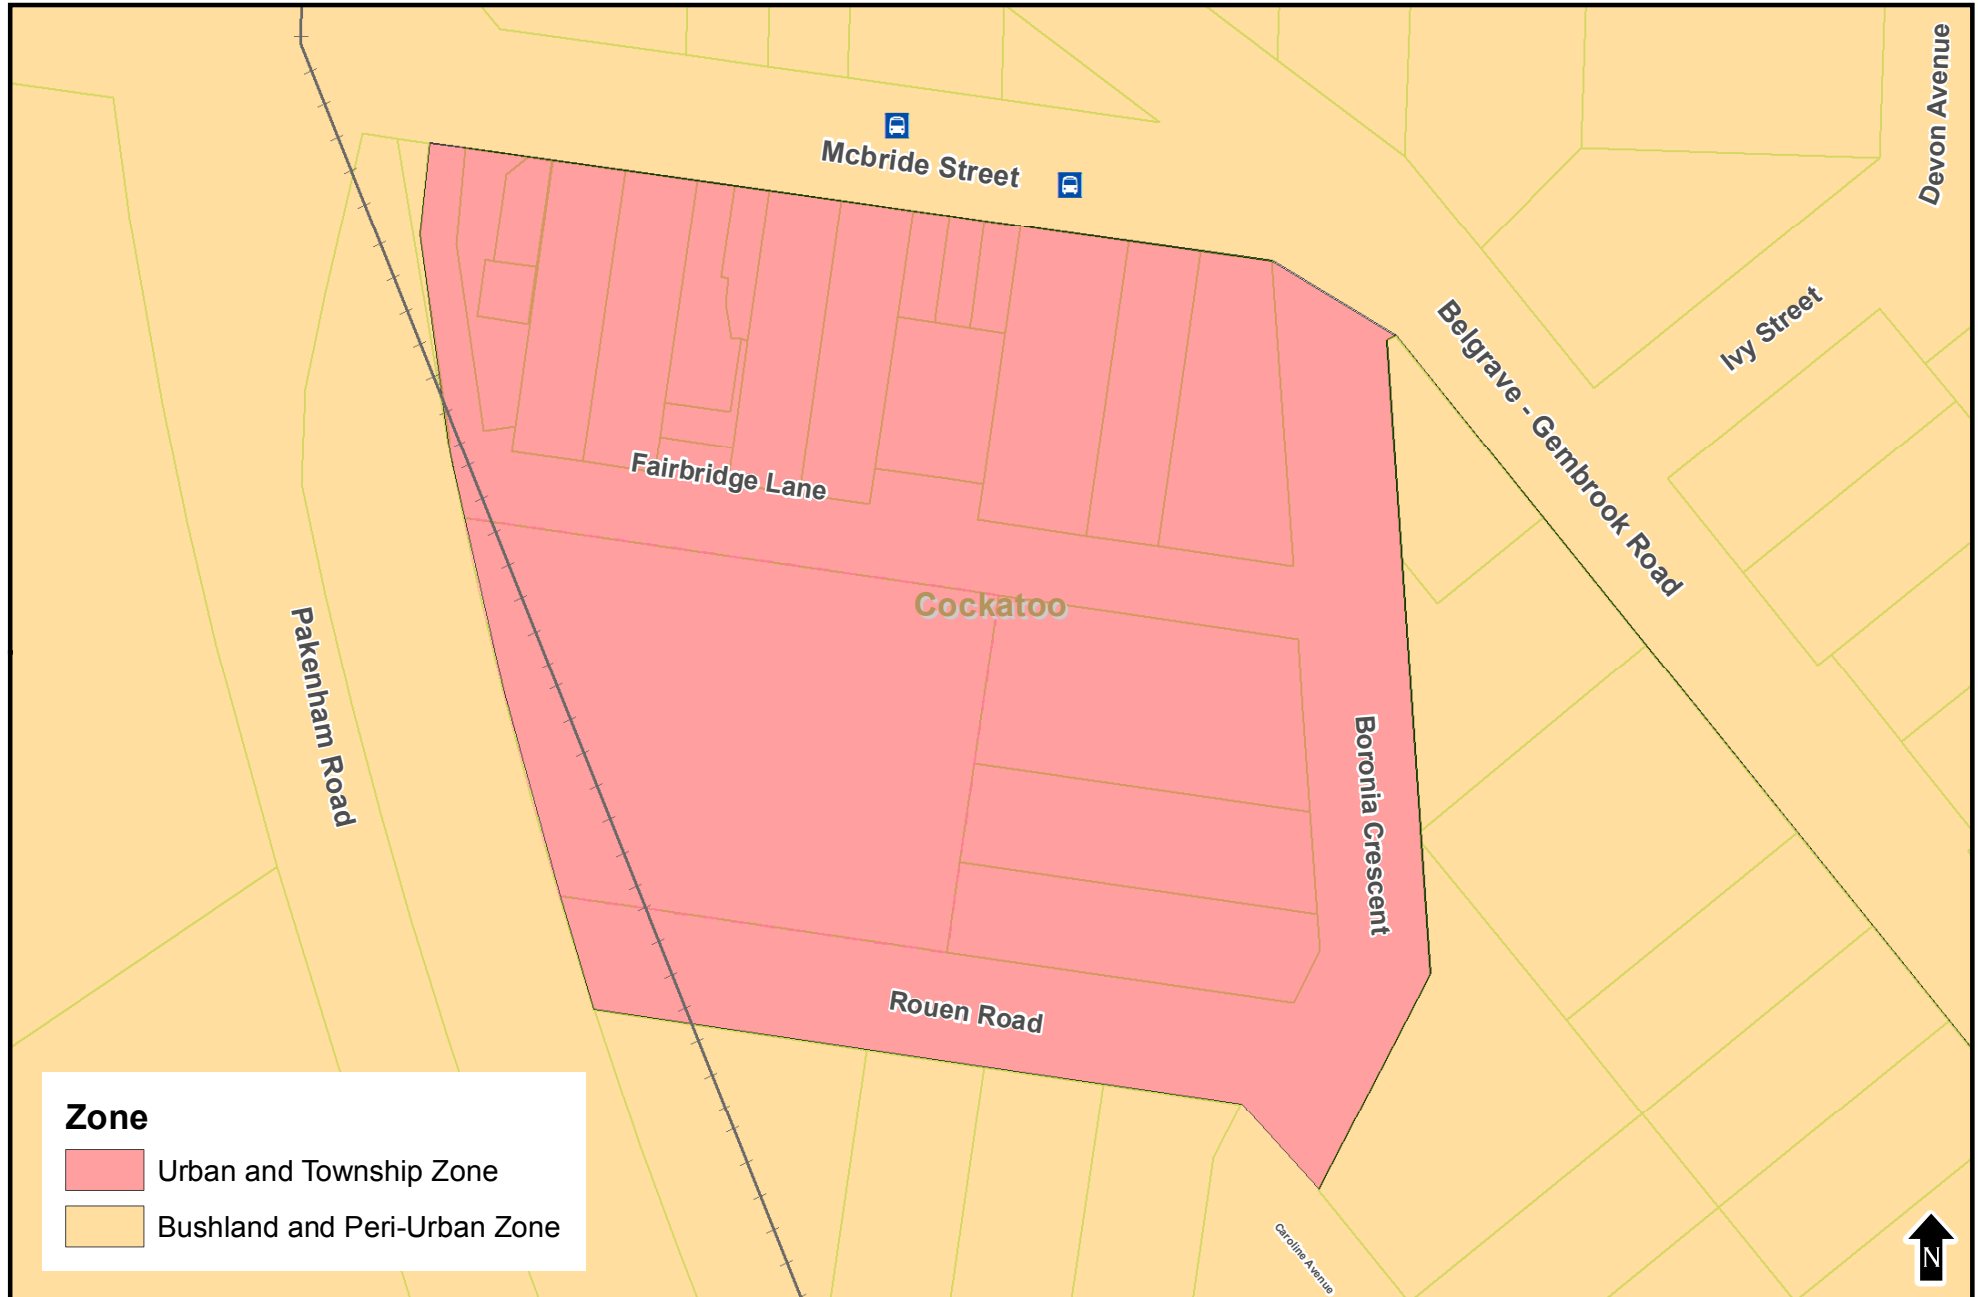 Devon Avenue
Mcbride Street
Ivy Street
Belgrave - Gembrook Road
Fairbridge Lane
Cockatoo
Pakenham Road
Boronia Crescent
Rouen Road
Caroline Avenue
Zone
Urban and Township Zone
Bushland and Peri-Urban Zone
N